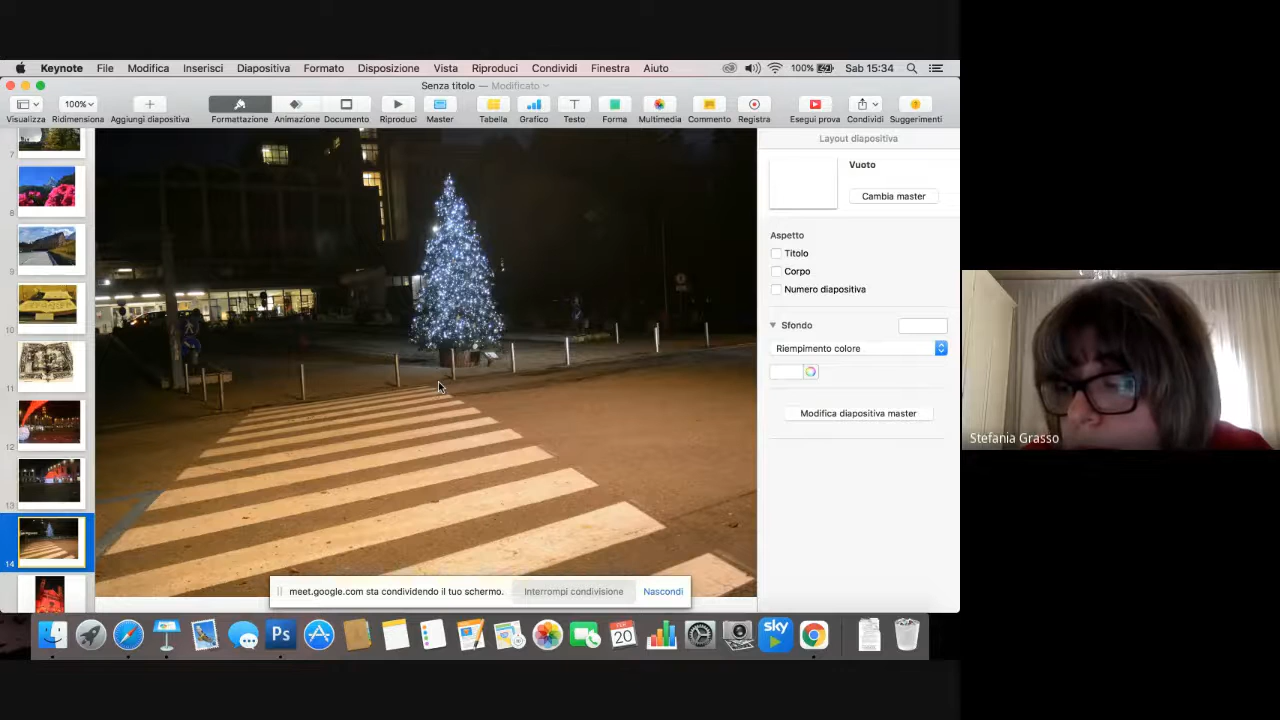 Keynote File Modifica Inserisci Diapositiva Formato Disposizione Vista Riproduci Condividi Finestra Aiuto 100% Sab 15:34
Senza titolo — Modificato
100%
Visualizza Ridimensiona Aggiungi diapositiva Formattazione Animazione Documento Riproduci Master Tabella Grafico Testo Forma Multimedia Commento Registra Esegui prova Condividi Suggerimenti
Layout diapositiva
Vuoto
Cambia master
Aspetto
Titolo
Corpo
Numero diapositiva
Sfondo
Riempimento colore
Modifica diapositiva master
7
8
9
10
11
12
13
14
meet.google.com sta condividendo il tuo schermo. Interrompi condivisione Nascondi
Ps
FEB
20
sky
Stefania Grasso